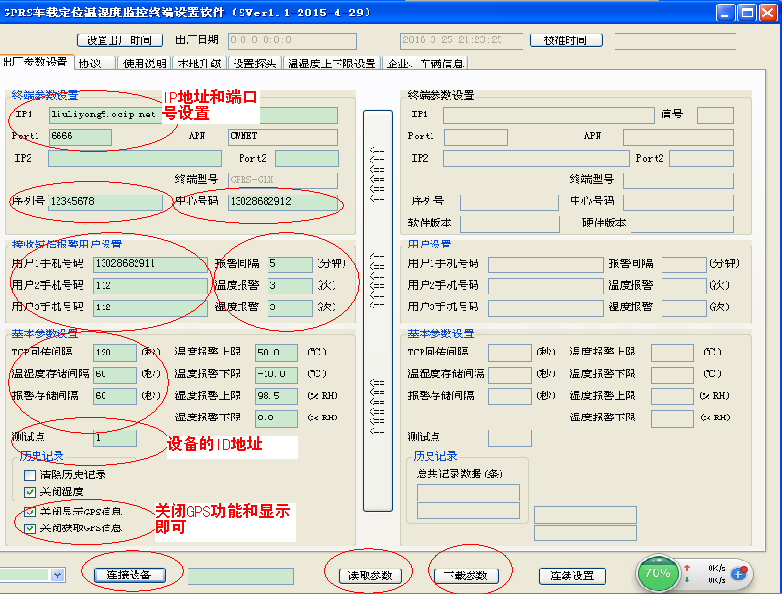 GPRS车载定位温湿度监控终端设置软件 (SVer1.1 2015-4-29)
设置出厂时间 出厂日期 0-0-0 0:0:0 2016-3-25 21:23:25 校准时间
出厂参数设置 协议 使用说明 本地升级 设置探头 温湿度上下限设置 企业、车辆信息
终端参数设置 IP地址和端口号设置 终端参数设置
IP1 liuliyong5.ocip.net IP1 信号
Port1 6666 APN CMNET Port1 APN
IP2 Port2 IP2 Port2
终端型号 GPRS-GLX 终端型号
序列号 12345678 中心号码 13028682912 序列号 中心号码
软件版本 硬件版本
接收短信报警用户设置 用户设置
用户1手机号码 13028682911 报警间隔 5 (分钟) 用户1手机号码 报警间隔 (分钟)
用户2手机号码 112 温度报警 3 (次) 用户2手机号码 温度报警 (次)
用户3手机号码 112 湿度报警 3 (次) 用户3手机号码 湿度报警 (次)
基本参数设置 基本参数设置
TCP回传间隔 120 (秒) 温度报警上限 50.0 (℃) TCP回传间隔 (秒) 温度报警上限 (℃)
温湿度存储间隔 60 (秒) 温度报警下限 -10.0 (℃) 温湿度存储间隔 (秒) 温度报警下限 (℃)
报警存储间隔 60 (秒) 湿度报警上限 98.5 (% RH) 报警存储间隔 (秒) 湿度报警上限 (% RH)
湿度报警下限 0.0 (% RH) 湿度报警下限 (% RH)
测试点 1 设备的ID地址 测试点
历史记录 历史记录
清除历史记录 总共记录数据(条)
关闭湿度
关闭显示GPS信息 关闭GPS功能和显示即可
关闭获取GPS信息
连接设备 读取参数 下载参数 连续设置 70% 0K/s
0K/s